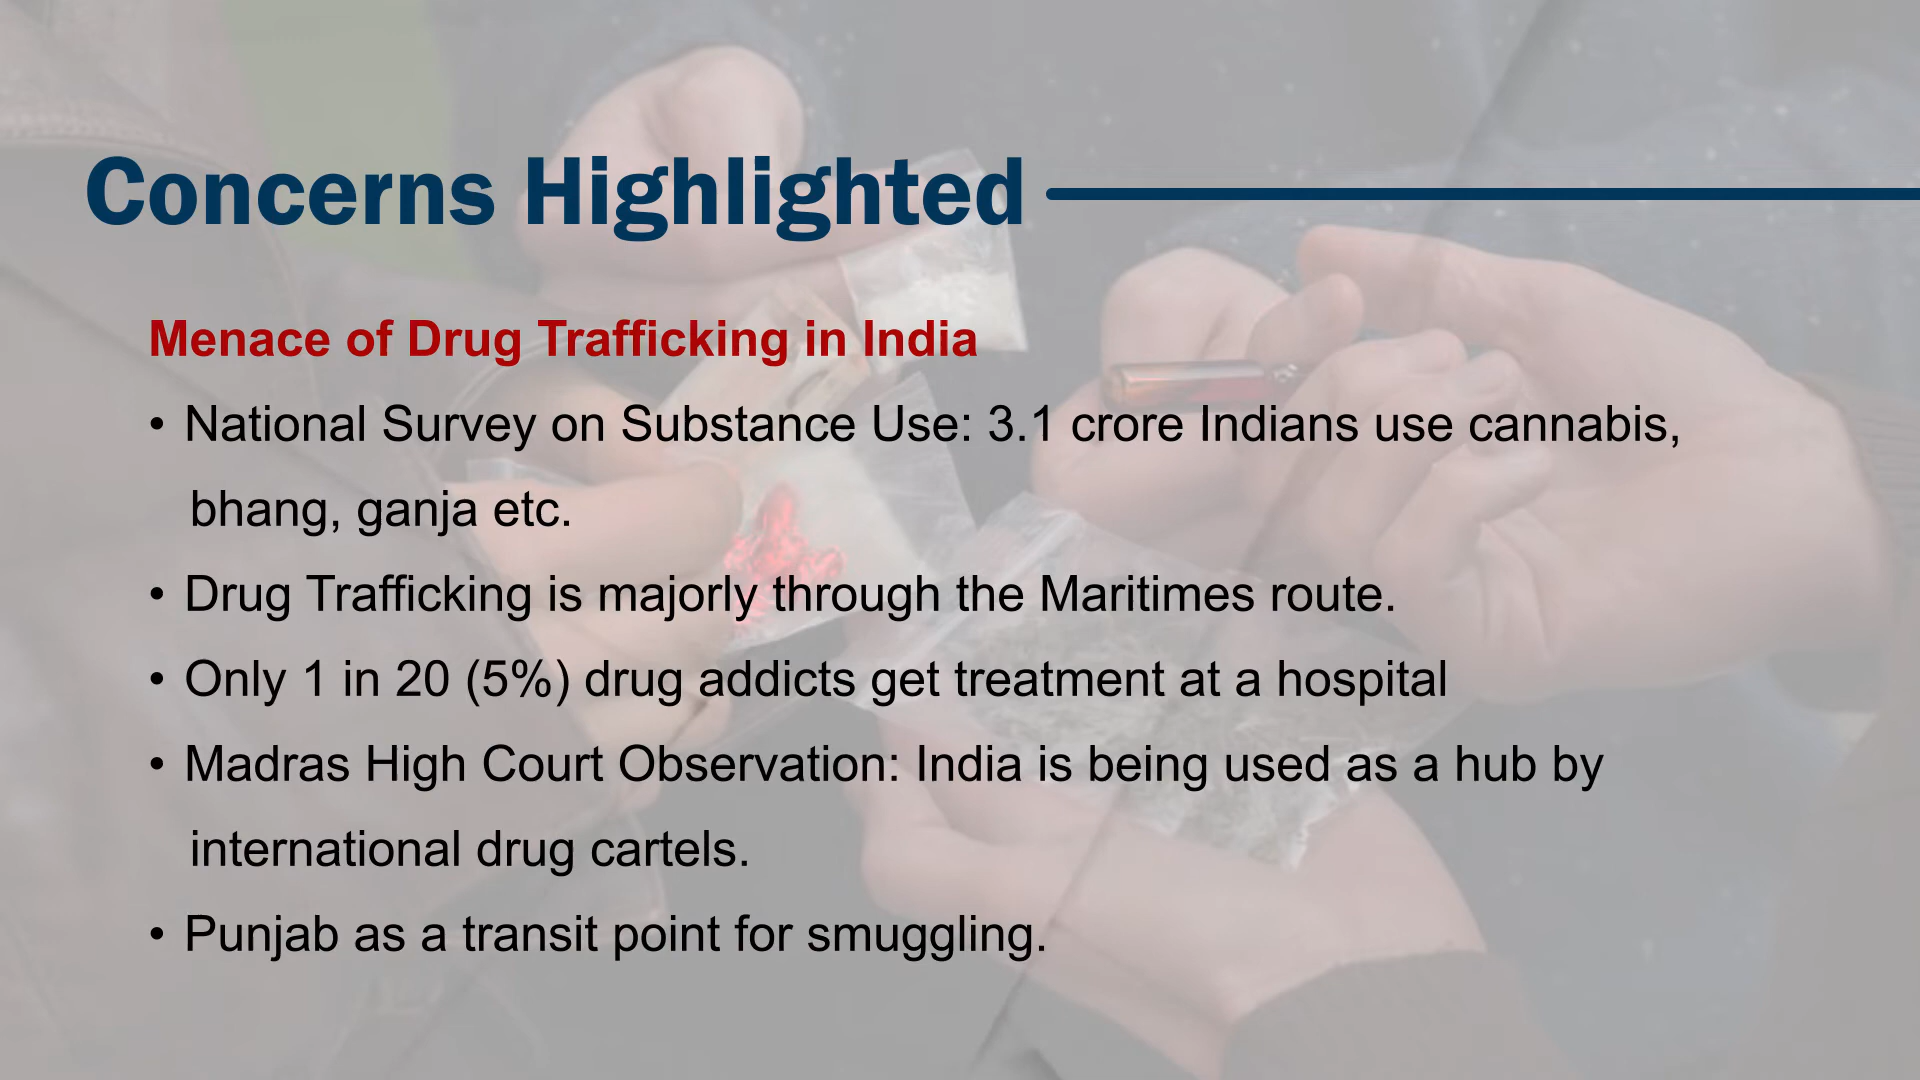 Concerns Highlighted
Menace of Drug Trafficking in India
• National Survey on Substance Use: 3.1 crore Indians use cannabis,
bhang, ganja etc.
• Drug Trafficking is majorly through the Maritimes route.
• Only 1 in 20 (5%) drug addicts get treatment at a hospital
• Madras High Court Observation: India is being used as a hub by
international drug cartels.
• Punjab as a transit point for smuggling.